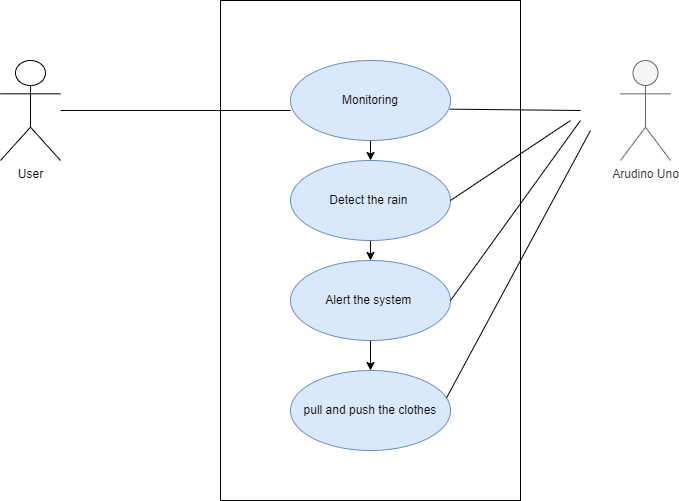 Monitoring
Detect the rain
User
Arudino Uno
Alert the system
pull and push the clothes